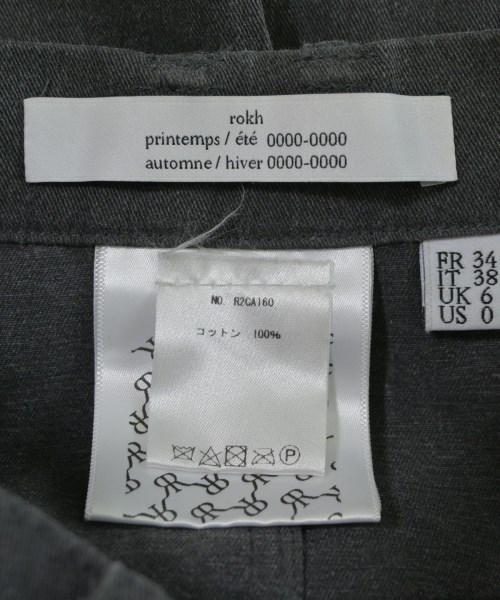 rokh
printemps / été 0000-0000
automne / hiver 0000-0000
FR 34
IT 38
UK 6
US 0
NO. R2CA160
コットン 100%
P